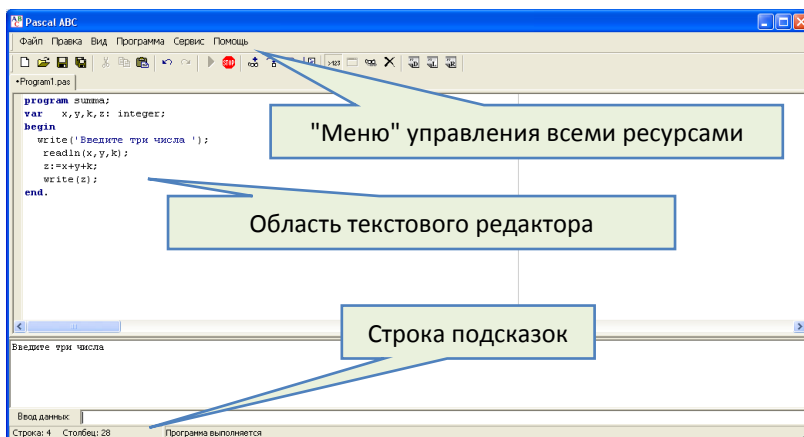 Pascal ABC
Файл Правка Вид Программа Сервис Помощь
•Program1.pas
program summa;
var x,y,k,z: integer;
begin
write('Введите три числа ');
readln(x,y,k);
z:=x+y+k;
write(z);
end.
"Меню" управления всеми ресурсами
Область текстового редактора
Строка подсказок
Введите три числа
Ввод данных:
Строка: 4 Столбец: 28 Программа выполняется